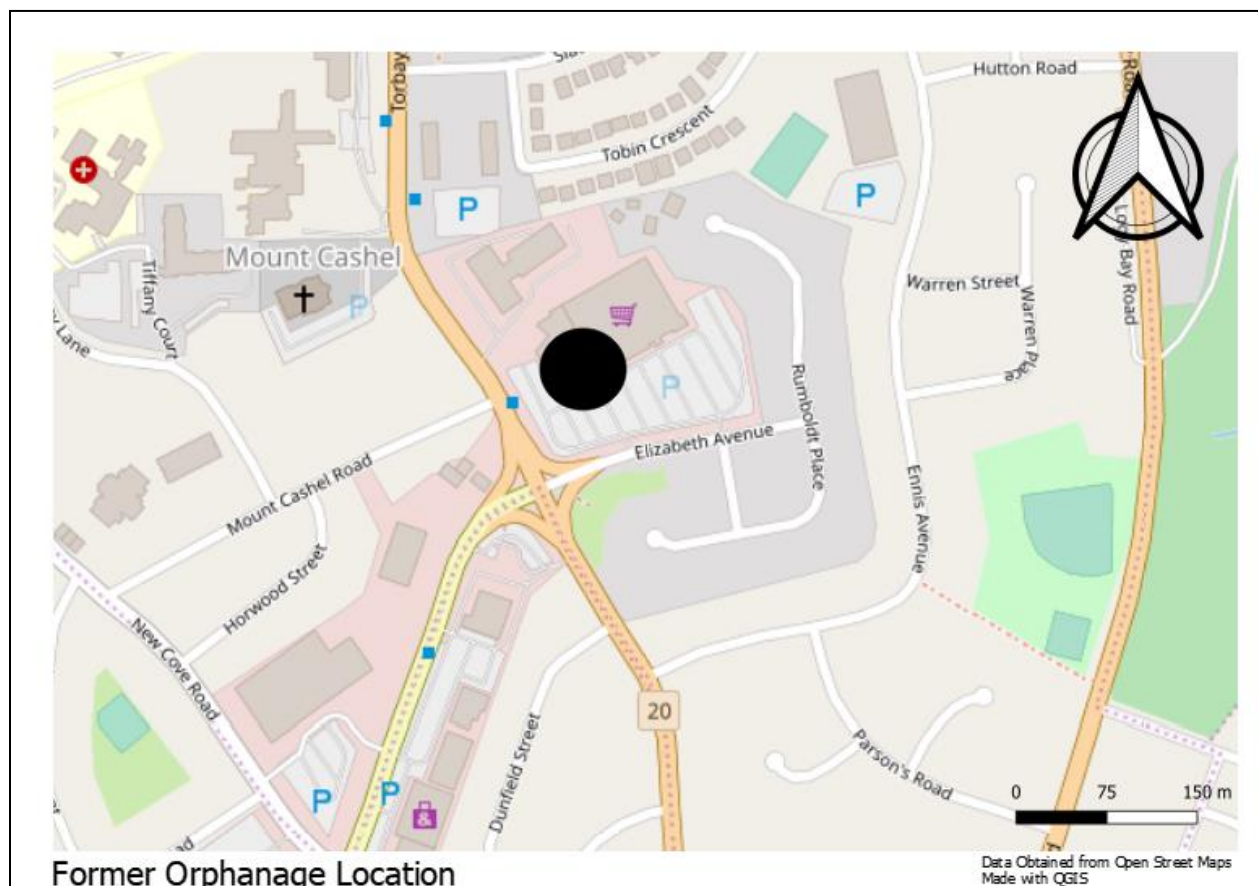 Torbay
Hutton Road
Tobin Crescent
P
P
Mount Cashel
Tiffany Court
P
Warren Street
Warren Place
Bay Road
Lane
P
Rumboldt Place
Elizabeth Avenue
Mount Cashel Road
Ennis Avenue
Horwood Street
New Cove Road
20
Dunfield Street
Parson's Road
P
P
&
0 75 150 m
Former Orphanage Location
Data Obtained from Open Street Maps
Made with QGIS